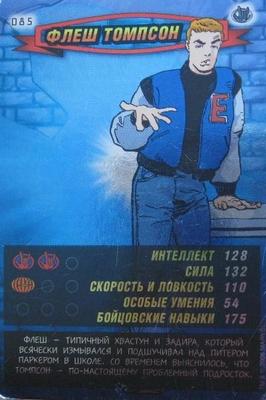 085
ФЛЕШ ТОМПСОН
E
ИНТЕЛЛЕКТ 128
СИЛА 132
СКОРОСТЬ И ЛОВКОСТЬ 110
ОСОБЫЕ УМЕНИЯ 54
БОЙЦОВСКИЕ НАВЫКИ 175
ФЛЕШ – ТИПИЧНЫЙ ХВАСТУН И ЗАДИРА, КОТОРЫЙ
ВСЯЧЕСКИ ИЗМЫВАЛСЯ И ПОДШУЧИВАЛ НАД ПИТЕРОМ
ПАРКЕРОМ В ШКОЛЕ. СО ВРЕМЕНЕМ ВЫЯСНИЛОСЬ, ЧТО
ТОМПСОН – ПО-НАСТОЯЩЕМУ ПРОБЛЕМНЫЙ ПОДРОСТОК.